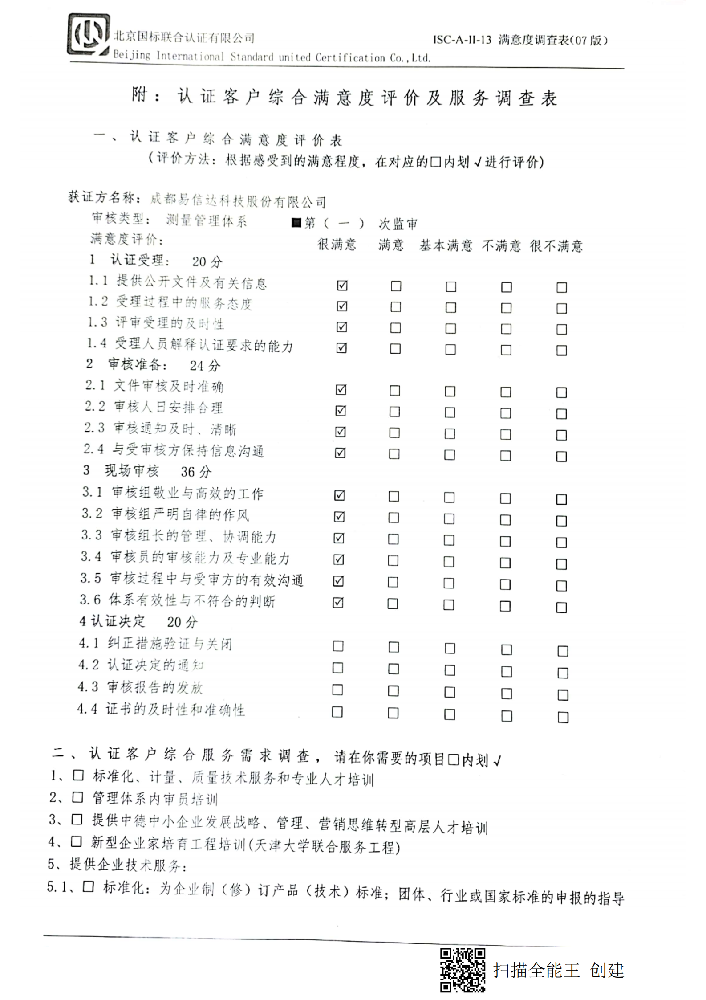 北京国标联合认证有限公司 ISC-A-II-13 满意度调查表(07版)
Beijing International Standard united Certification Co.,Ltd.
附：认证客户综合满意度评价及服务调查表
一、认证客户综合满意度评价表
(评价方法：根据感受到的满意程度，在对应的□内划√进行评价)
获证方名称：成都易信达科技股份有限公司
审核类型： 测量管理体系 ■第（ 一 ） 次监审
满意度评价： 很满意 满意 基本满意 不满意 很不满意
1 认证受理： 20分
1.1 提供公开文件及有关信息 ☑ □ □ □ □
1.2 受理过程中的服务态度 ☑ □ □ □ □
1.3 评审受理的及时性 ☑ □ □ □ □
1.4 受理人员解释认证要求的能力 ☑ □ □ □ □
2 审核准备： 24分
2.1 文件审核及时准确 ☑ □ □ □ □
2.2 审核人日安排合理 ☑ □ □ □ □
2.3 审核通知及时、清晰 ☑ □ □ □ □
2.4 与受审核方保持信息沟通 ☑ □ □ □ □
3 现场审核 36分
3.1 审核组敬业与高效的工作 ☑ □ □ □ □
3.2 审核组严明自律的作风 ☑ □ □ □ □
3.3 审核组长的管理、协调能力 ☑ □ □ □ □
3.4 审核员的审核能力及专业能力 ☑ □ □ □ □
3.5 审核过程中与受审方的有效沟通 ☑ □ □ □ □
3.6 体系有效性与不符合的判断 ☑ □ □ □ □
4认证决定 20分
4.1 纠正措施验证与关闭 □ □ □ □ □
4.2 认证决定的通知 □ □ □ □ □
4.3 审核报告的发放 □ □ □ □ □
4.4 证书的及时性和准确性 □ □ □ □ □
二、认证客户综合服务需求调查，请在你需要的项目□内划√
1、□ 标准化、计量、质量技术服务和专业人才培训
2、□ 管理体系内审员培训
3、□ 提供中德中小企业发展战略、管理、营销思维转型高层人才培训
4、□ 新型企业家培育工程培训(天津大学联合服务工程)
5、提供企业技术服务：
5.1、□ 标准化：为企业制（修）订产品（技术）标准；团体、行业或国家标准的申报的指导
扫描全能王 创建